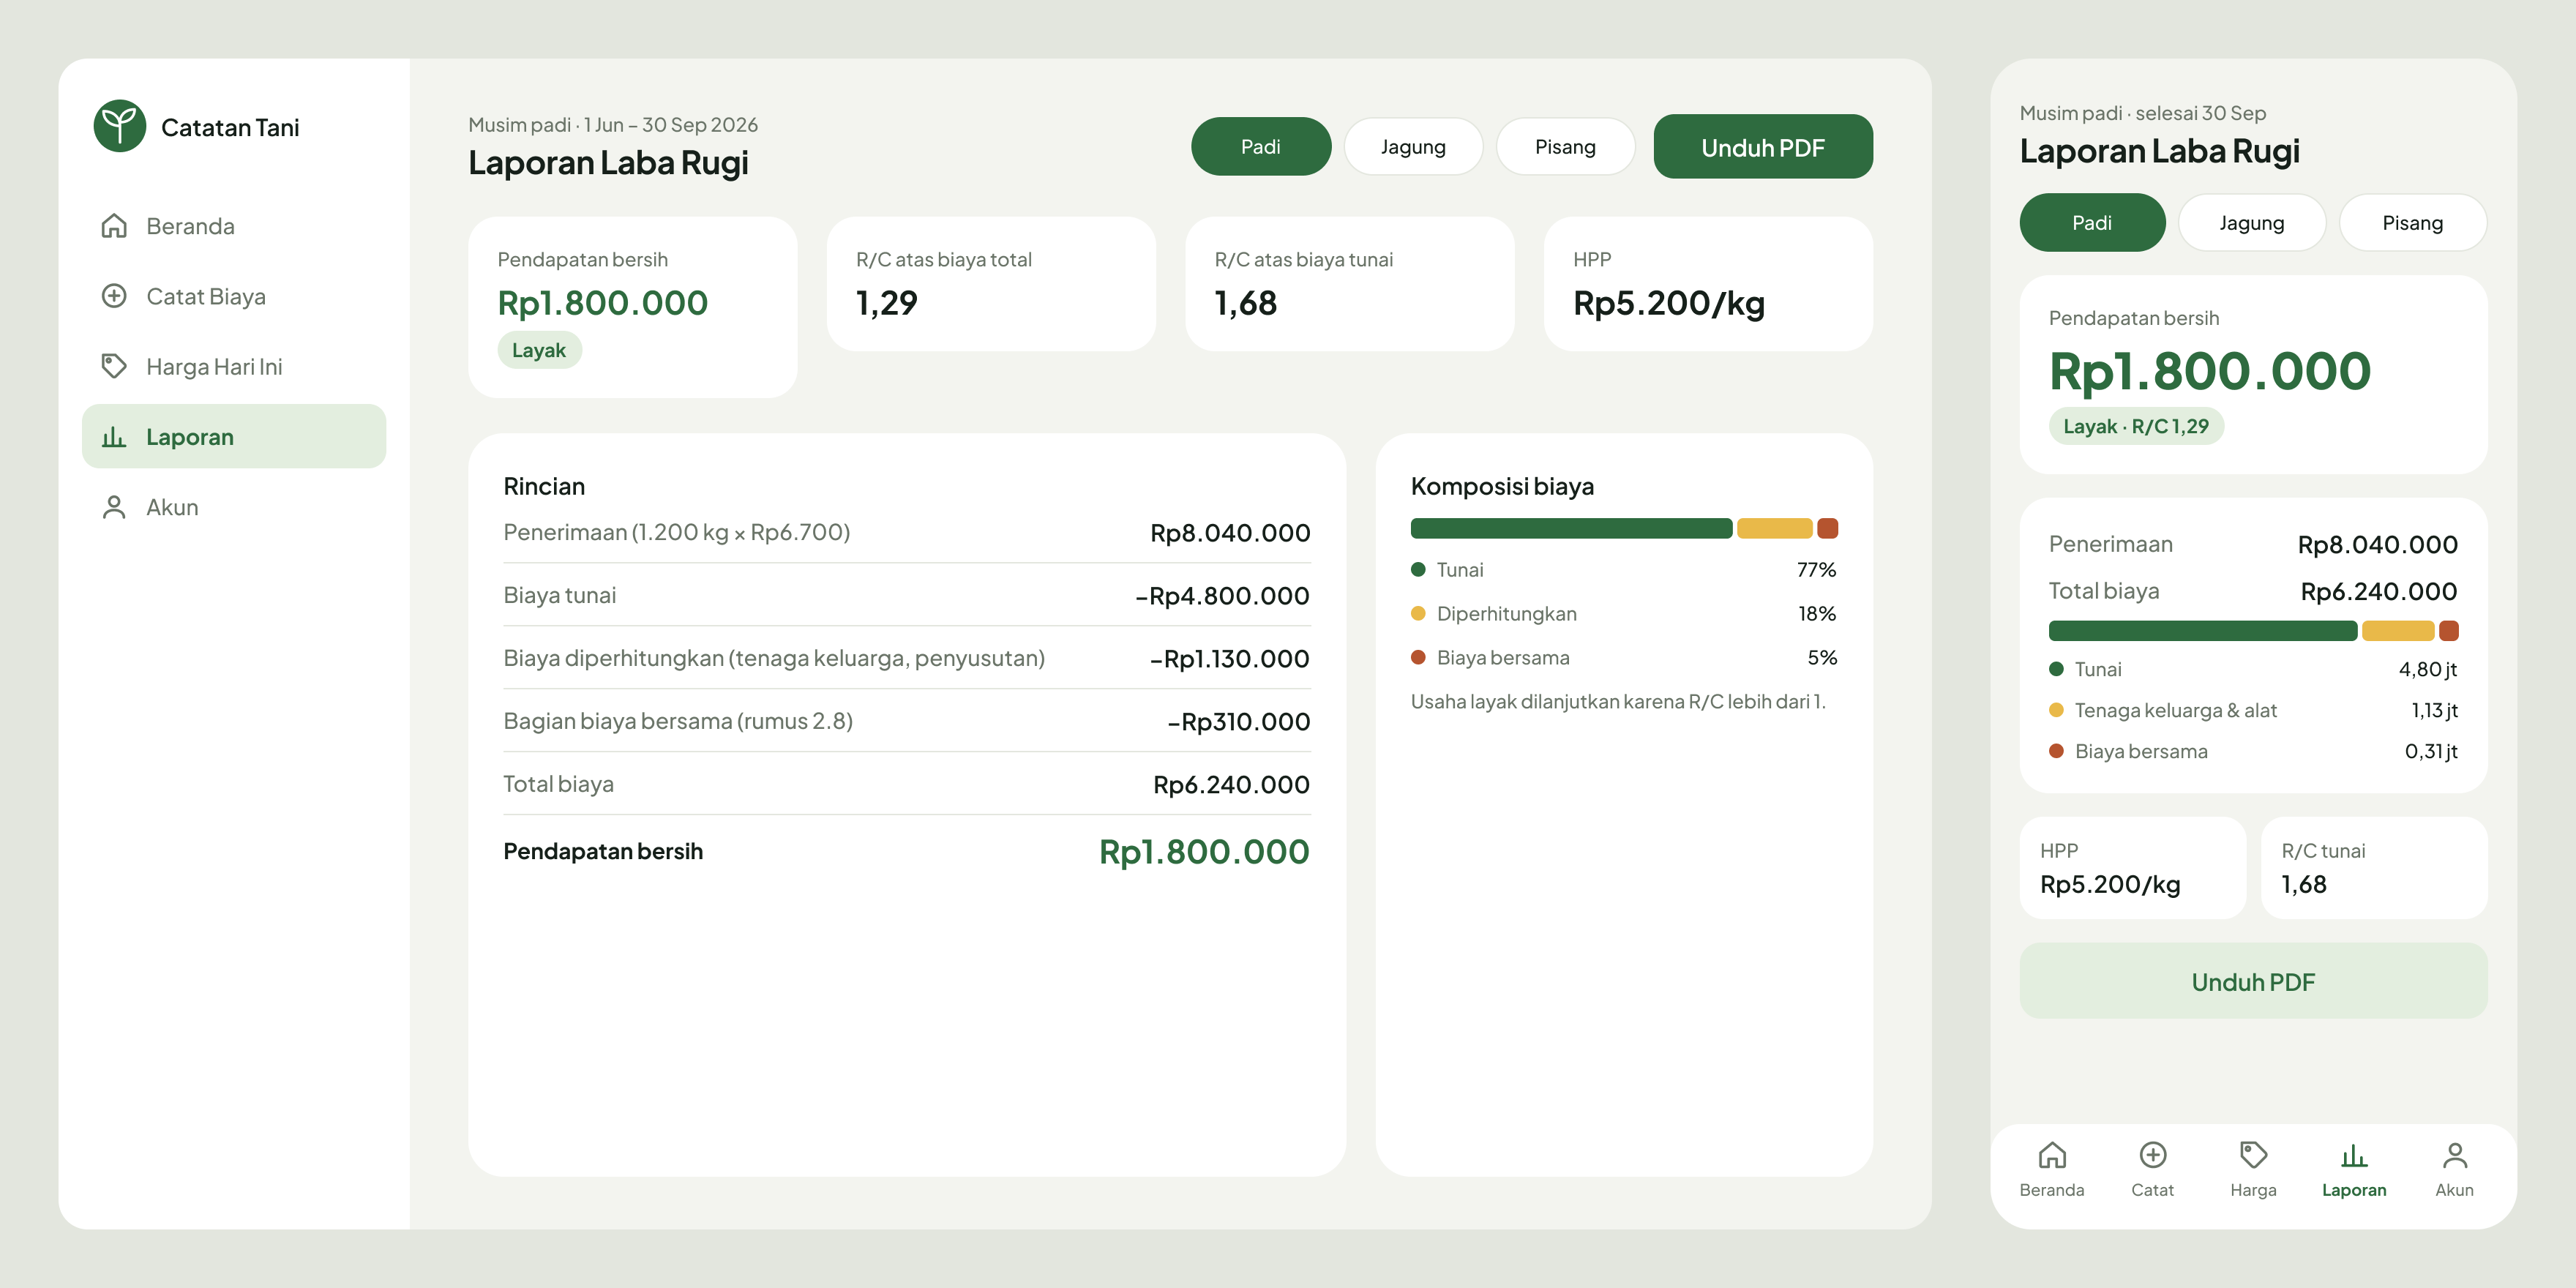 Catatan Tani
Beranda
Catat Biaya
Harga Hari Ini
Laporan
Akun
Musim padi · 1 Jun – 30 Sep 2026
Laporan Laba Rugi
Padi
Jagung
Pisang
Unduh PDF
Pendapatan bersih
Rp1.800.000
Layak
R/C atas biaya total
1,29
R/C atas biaya tunai
1,68
HPP
Rp5.200/kg
Rincian
Penerimaan (1.200 kg × Rp6.700) Rp8.040.000
Biaya tunai –Rp4.800.000
Biaya diperhitungkan (tenaga keluarga, penyusutan) –Rp1.130.000
Bagian biaya bersama (rumus 2.8) –Rp310.000
Total biaya Rp6.240.000
Pendapatan bersih Rp1.800.000
Komposisi biaya
Tunai 77%
Diperhitungkan 18%
Biaya bersama 5%
Usaha layak dilanjutkan karena R/C lebih dari 1.
Musim padi · selesai 30 Sep
Laporan Laba Rugi
Padi
Jagung
Pisang
Pendapatan bersih
Rp1.800.000
Layak · R/C 1,29
Penerimaan Rp8.040.000
Total biaya Rp6.240.000
Tunai 4,80 jt
Tenaga keluarga & alat 1,13 jt
Biaya bersama 0,31 jt
HPP
Rp5.200/kg
R/C tunai
1,68
Unduh PDF
Beranda
Catat
Harga
Laporan
Akun